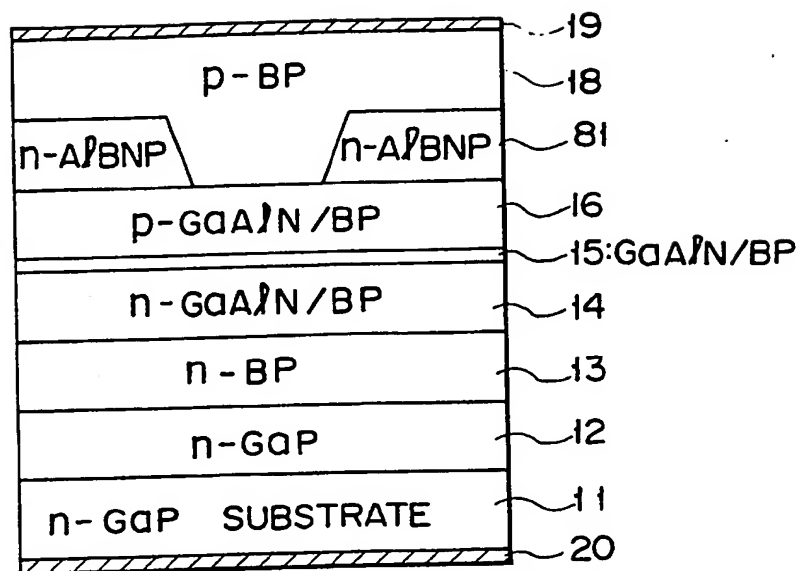 19
p-BP 18
n-AlBNP n-AlBNP 81
p-GaAlN/BP 16
15:GaAlN/BP
n-GaAlN/BP 14
n-BP 13
n-GaP 12
n-GaP SUBSTRATE 11
20